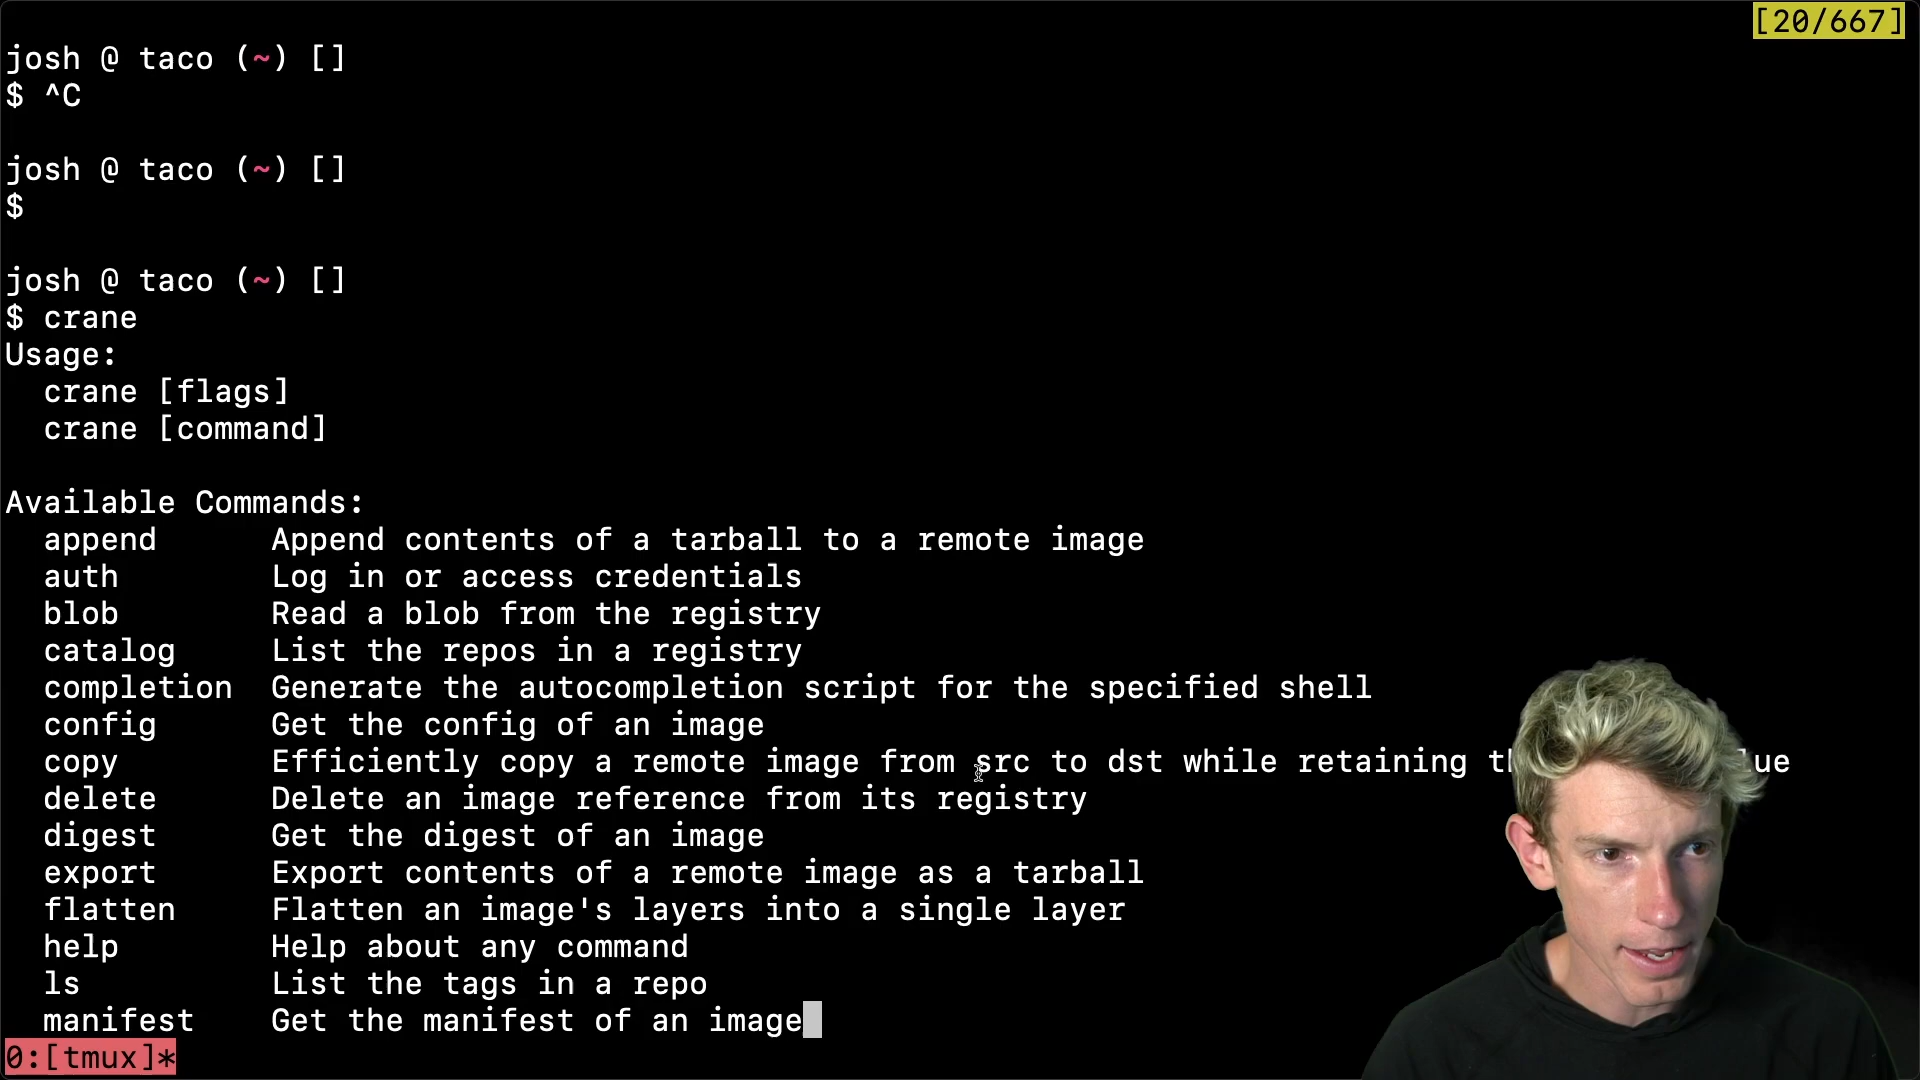 [20/667]
josh @ taco (~) []
$ ^C
josh @ taco (~) []
$
josh @ taco (~) []
$ crane
Usage:
  crane [flags]
  crane [command]
Available Commands:
  append      Append contents of a tarball to a remote image
  auth        Log in or access credentials
  blob        Read a blob from the registry
  catalog     List the repos in a registry
  completion  Generate the autocompletion script for the specified shell
  config      Get the config of an image
  copy        Efficiently copy a remote image from src to dst while retaining
  delete      Delete an image reference from its registry
  digest      Get the digest of an image
  export      Export contents of a remote image as a tarball
  flatten     Flatten an image's layers into a single layer
  help        Help about any command
  ls          List the tags in a repo
  manifest    Get the manifest of an image
0:[tmux]*